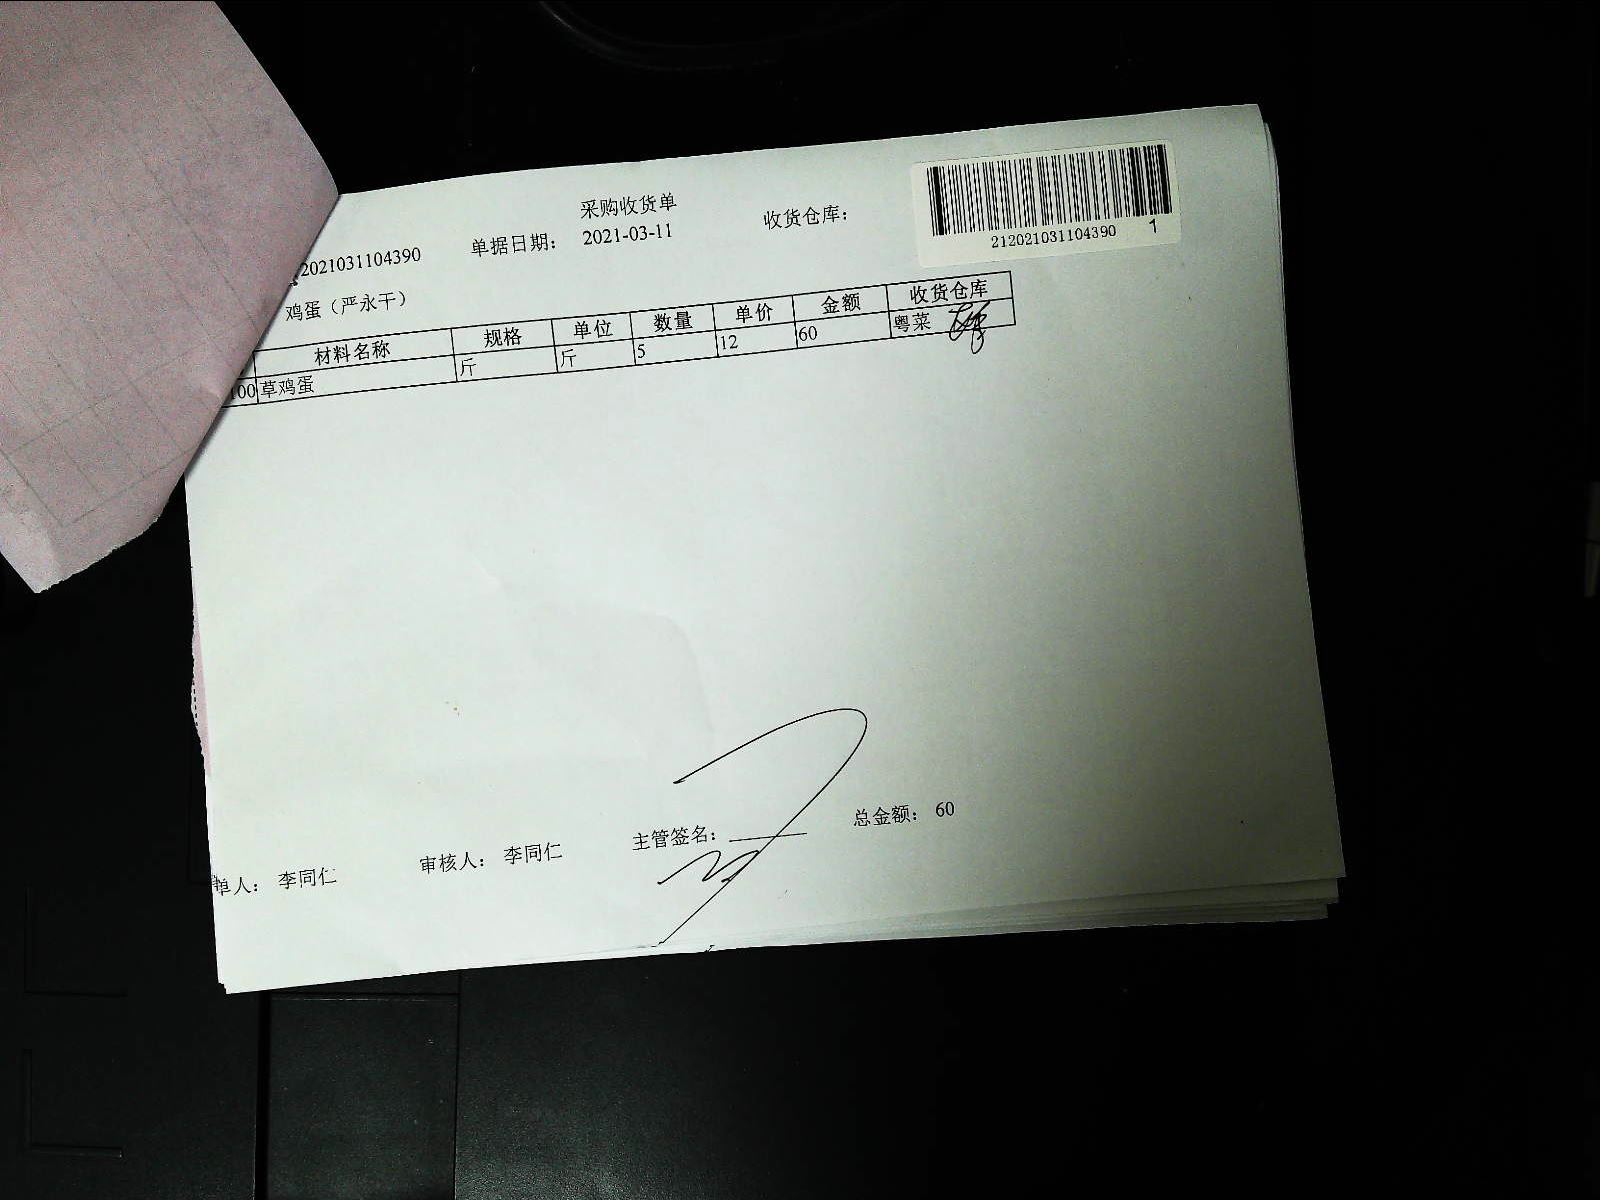 采购收货单
2021031104390 单据日期： 2021-03-11 收货仓库：
212021031104390 1
鸡蛋（严永干）
材料名称 规格 单位 数量 单价 金额 收货仓库
100 草鸡蛋 斤 斤 5 12 60 粤菜
单人： 李同仁 审核人： 李同仁 主管签名： 总金额： 60